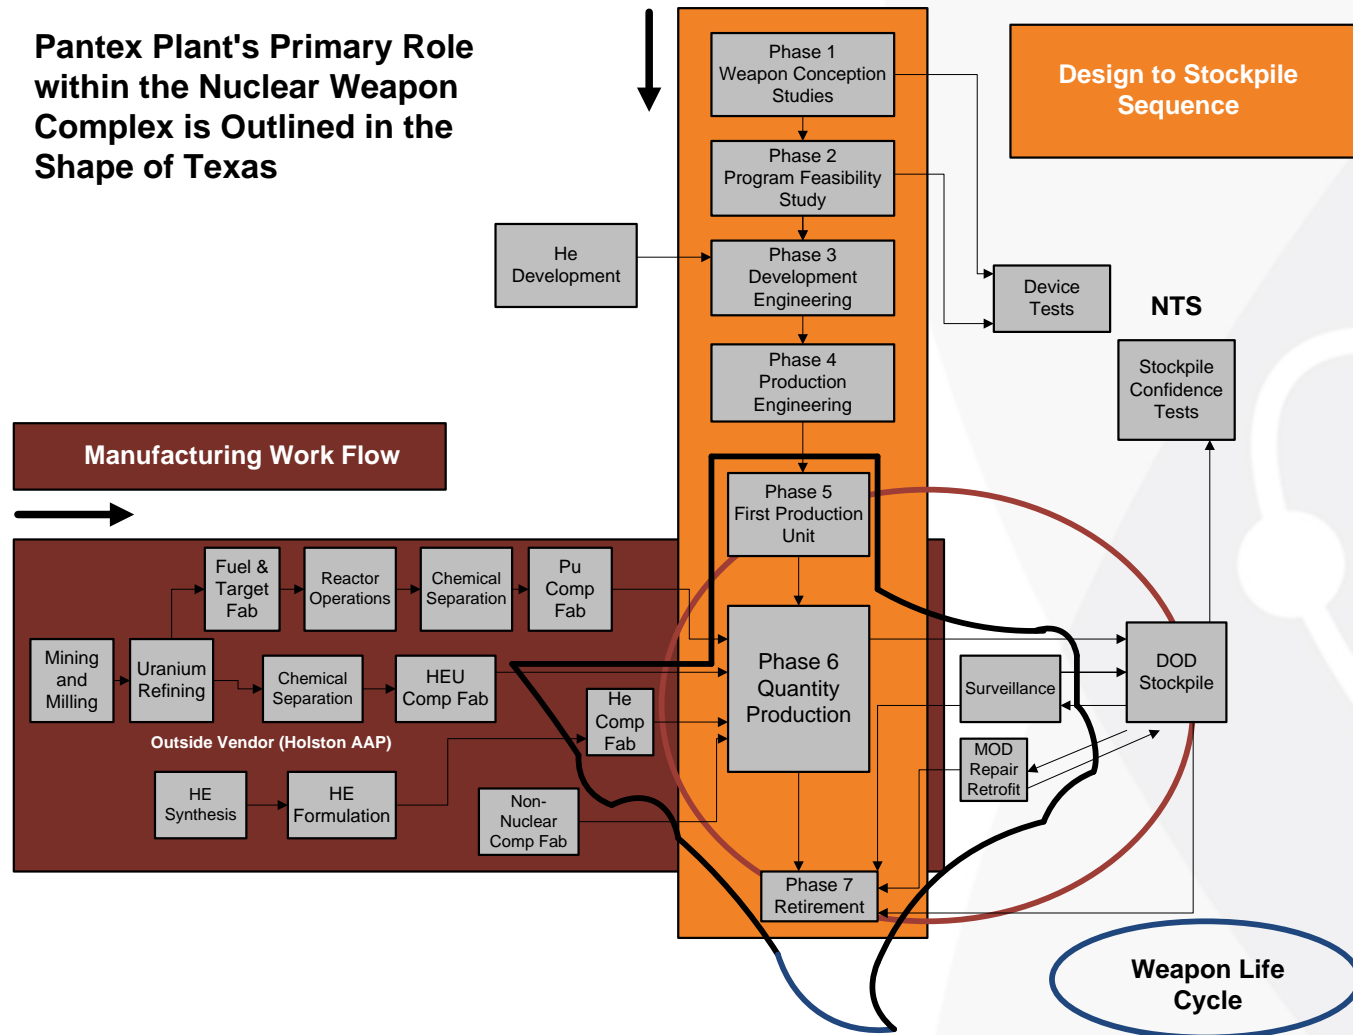 Pantex Plant's Primary Role
within the Nuclear Weapon
Complex is Outlined in the
Shape of Texas
Design to Stockpile
Sequence
Phase 1
Weapon Conception
Studies
Phase 2
Program Feasibility
Study
He
Development
Phase 3
Development
Engineering
Device
Tests
NTS
Phase 4
Production
Engineering
Stockpile
Confidence
Tests
Manufacturing Work Flow
Phase 5
First Production
Unit
Fuel &
Target
Fab
Reactor
Operations
Chemical
Separation
Pu
Comp
Fab
Mining
and
Milling
Uranium
Refining
Chemical
Separation
HEU
Comp Fab
He
Comp
Fab
Phase 6
Quantity
Production
Surveillance
DOD
Stockpile
Outside Vendor (Holston AAP)
MOD
Repair
Retrofit
HE
Synthesis
HE
Formulation
Non-
Nuclear
Comp Fab
Phase 7
Retirement
Weapon Life
Cycle